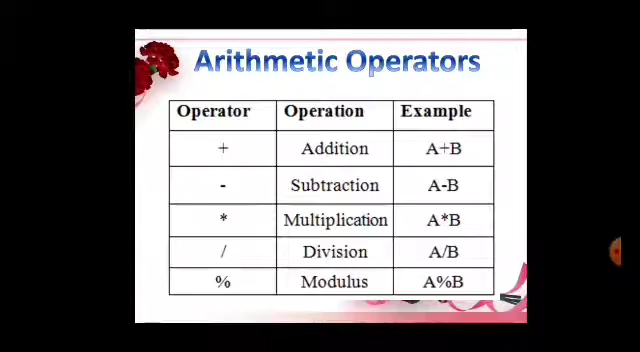 Arithmetic Operators
Operator Operation Example
+ Addition A+B
- Subtraction A-B
* Multiplication A*B
/ Division A/B
% Modulus A%B